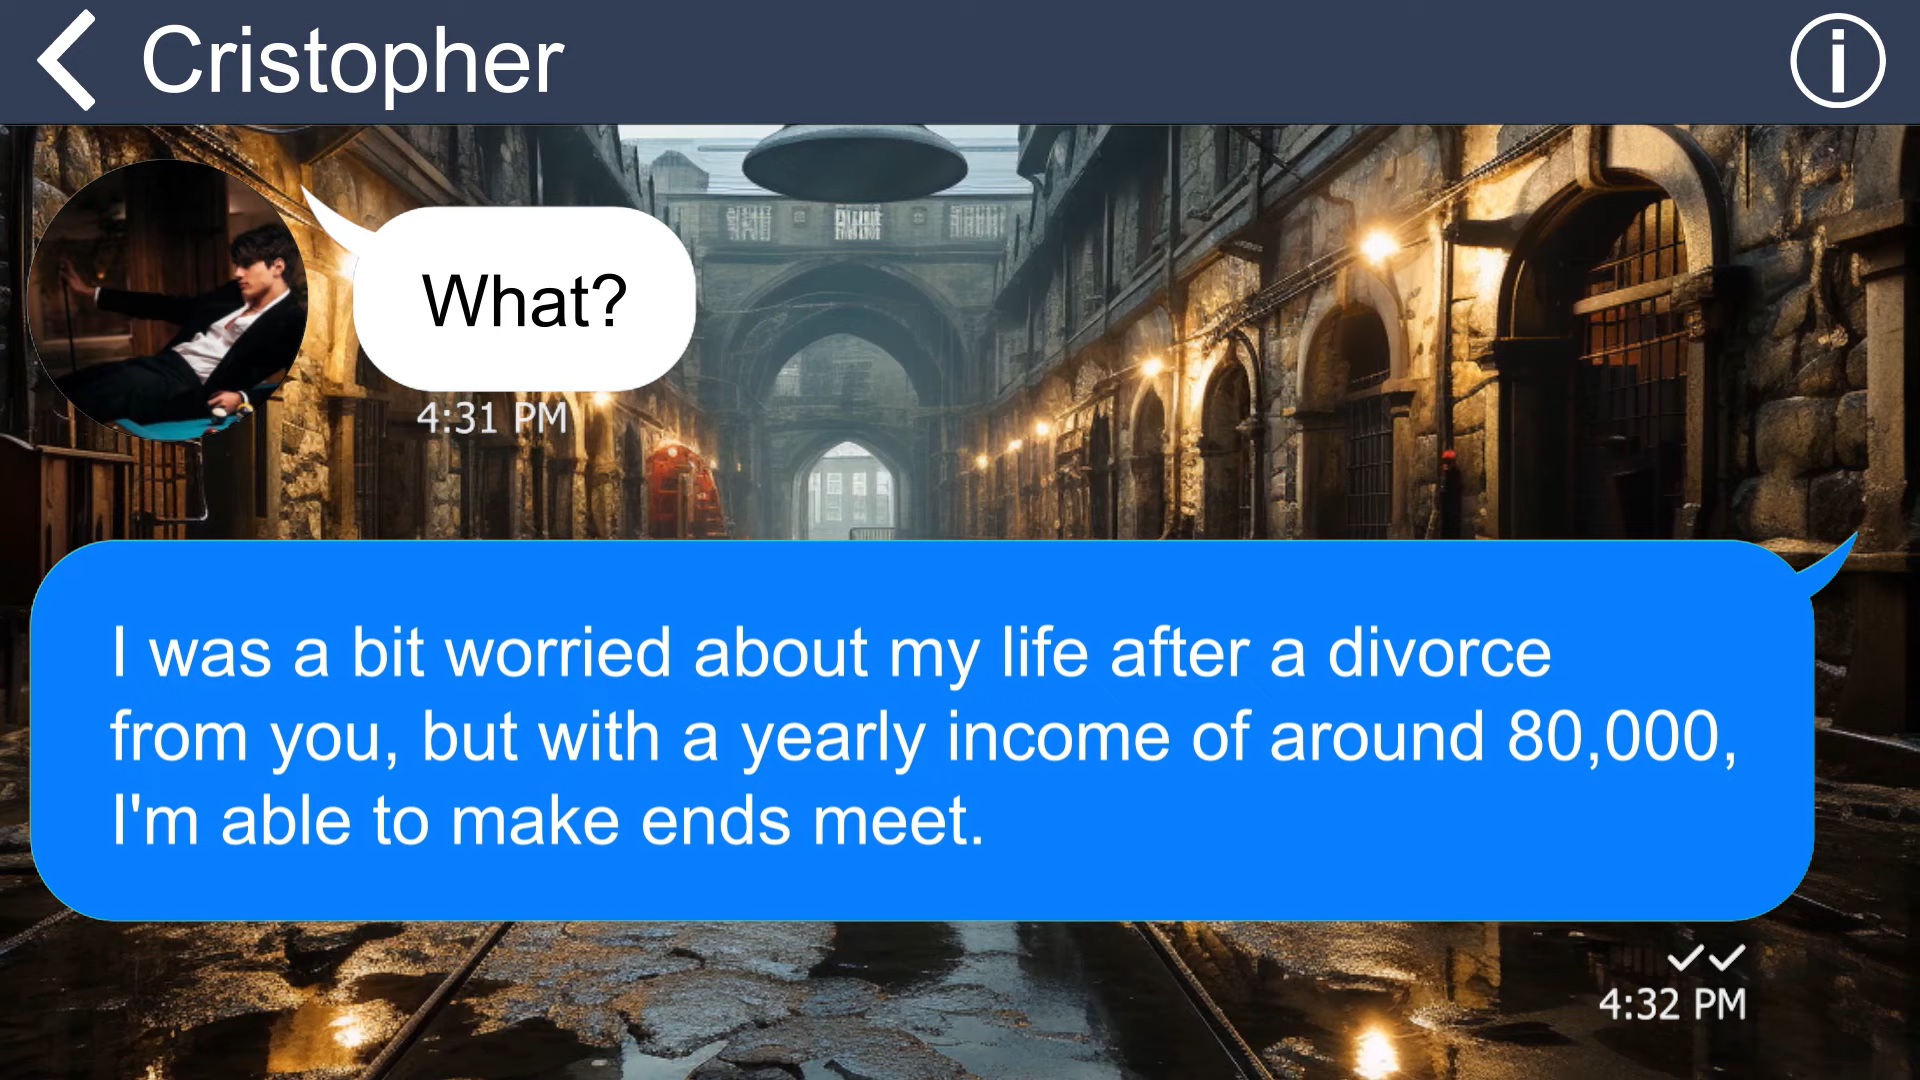 Cristopher
What?
4:31 PM
I was a bit worried about my life after a divorce
from you, but with a yearly income of around 80,000,
I'm able to make ends meet.
4:32 PM